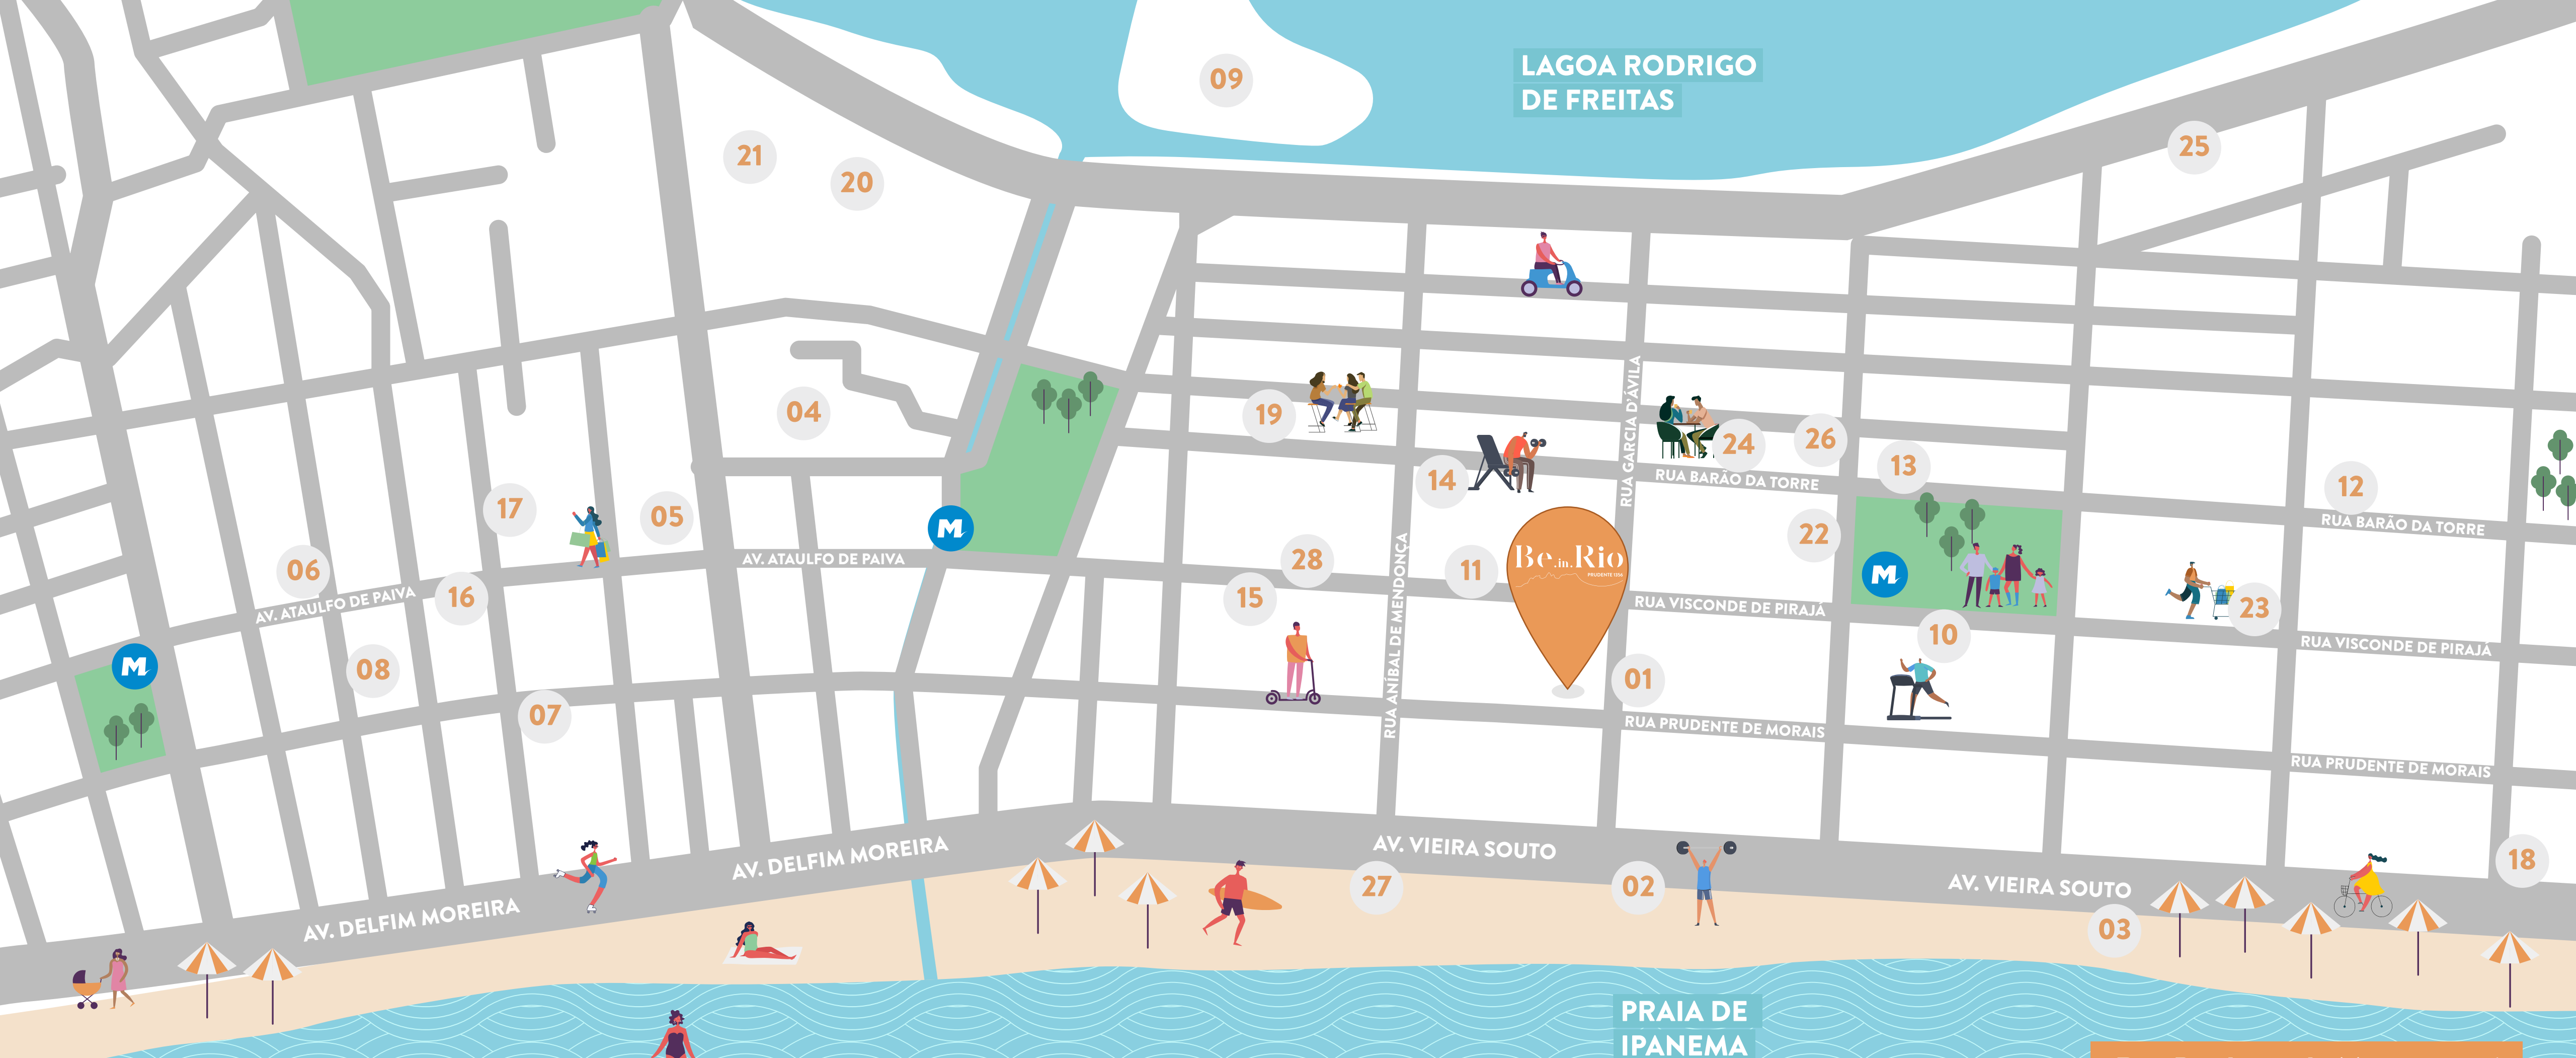 LAGOA RODRIGO
DE FREITAS
09
21
20
25
04
19
14
24
26
13
12
17
05
06
16
08
07
28
15
11
22
10
23
01
27
02
03
18
M
M
M
RUA GARCIA D'ÁVILA
RUA BARÃO DA TORRE
RUA BARÃO DA TORRE
AV. ATAULFO DE PAIVA
AV. ATAULFO DE PAIVA
RUA ANÍBAL DE MENDONÇA
Be.in.Rio
PRUDENTE 1556
RUA VISCONDE DE PIRAJÁ
RUA VISCONDE DE PIRAJÁ
RUA PRUDENTE DE MORAIS
RUA PRUDENTE DE MORAIS
AV. DELFIM MOREIRA
AV. DELFIM MOREIRA
AV. VIEIRA SOUTO
AV. VIEIRA SOUTO
PRAIA DE
IPANEMA